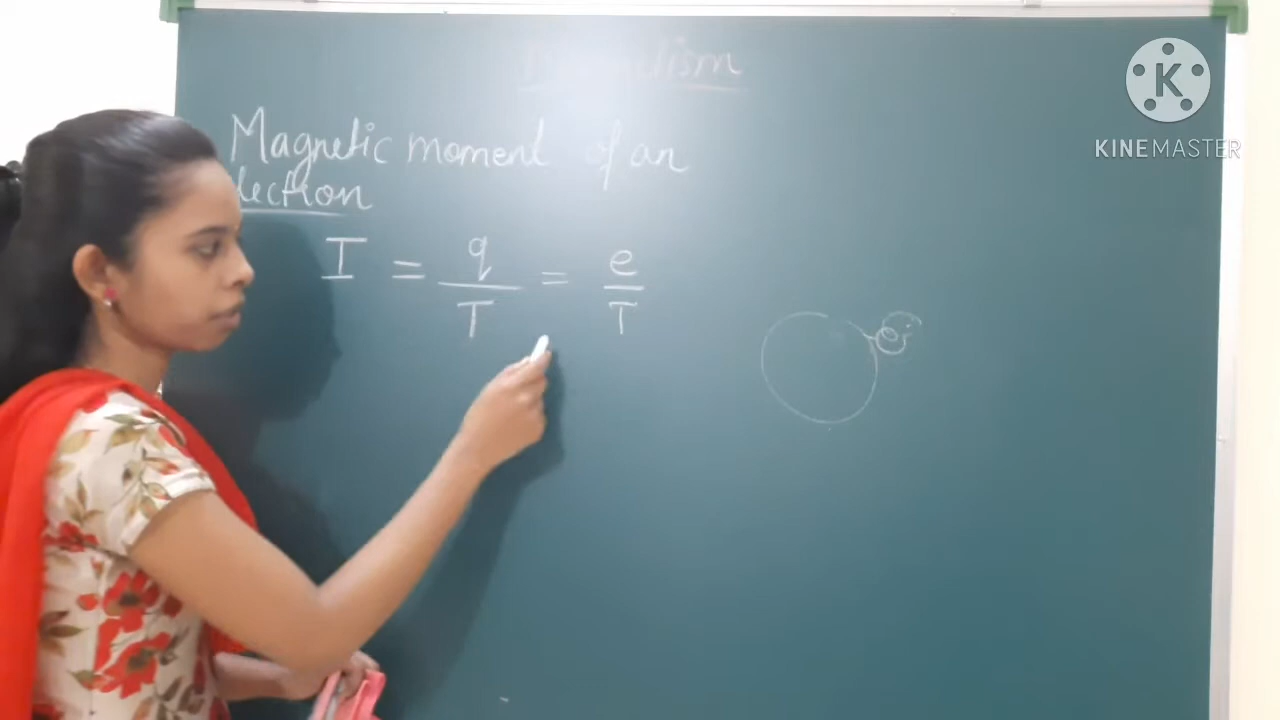 Magnetic moment of an
lection
I = q/T = e/T
e⁻
K
KINEMASTER